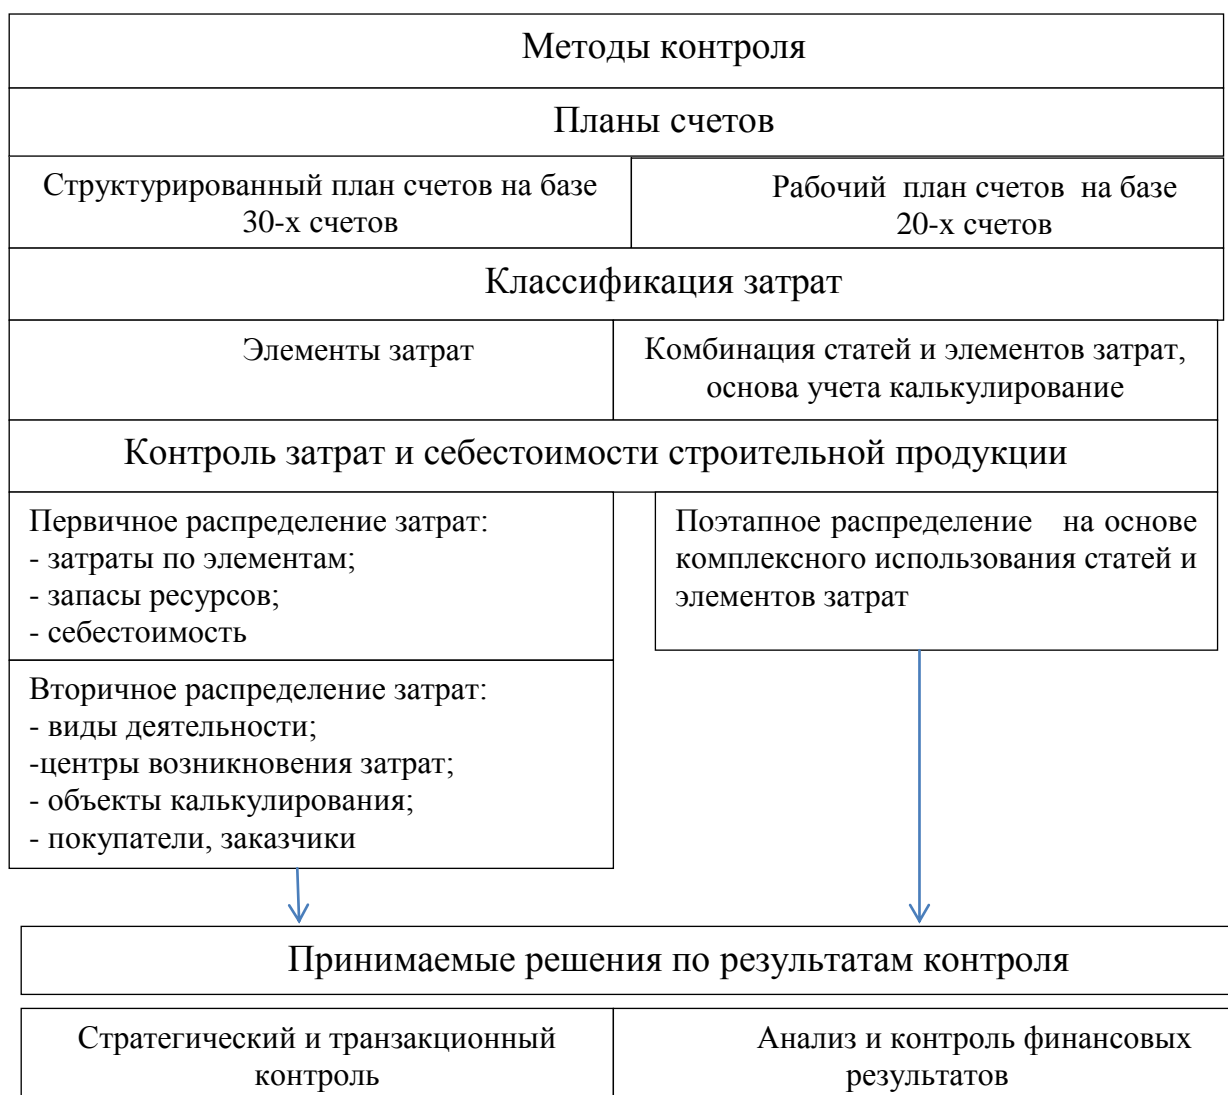 Методы контроля
Планы счетов
Структурированный план счетов на базе
30-х счетов
Рабочий план счетов на базе
20-х счетов
Классификация затрат
Элементы затрат
Комбинация статей и элементов затрат,
основа учета калькулирование
Контроль затрат и себестоимости строительной продукции
Первичное распределение затрат:
- затраты по элементам;
- запасы ресурсов;
- себестоимость
Поэтапное распределение на основе
комплексного использования статей и
элементов затрат
Вторичное распределение затрат:
- виды деятельности;
-центры возникновения затрат;
- объекты калькулирования;
- покупатели, заказчики
Принимаемые решения по результатам контроля
Стратегический и транзакционный
контроль
Анализ и контроль финансовых
результатов